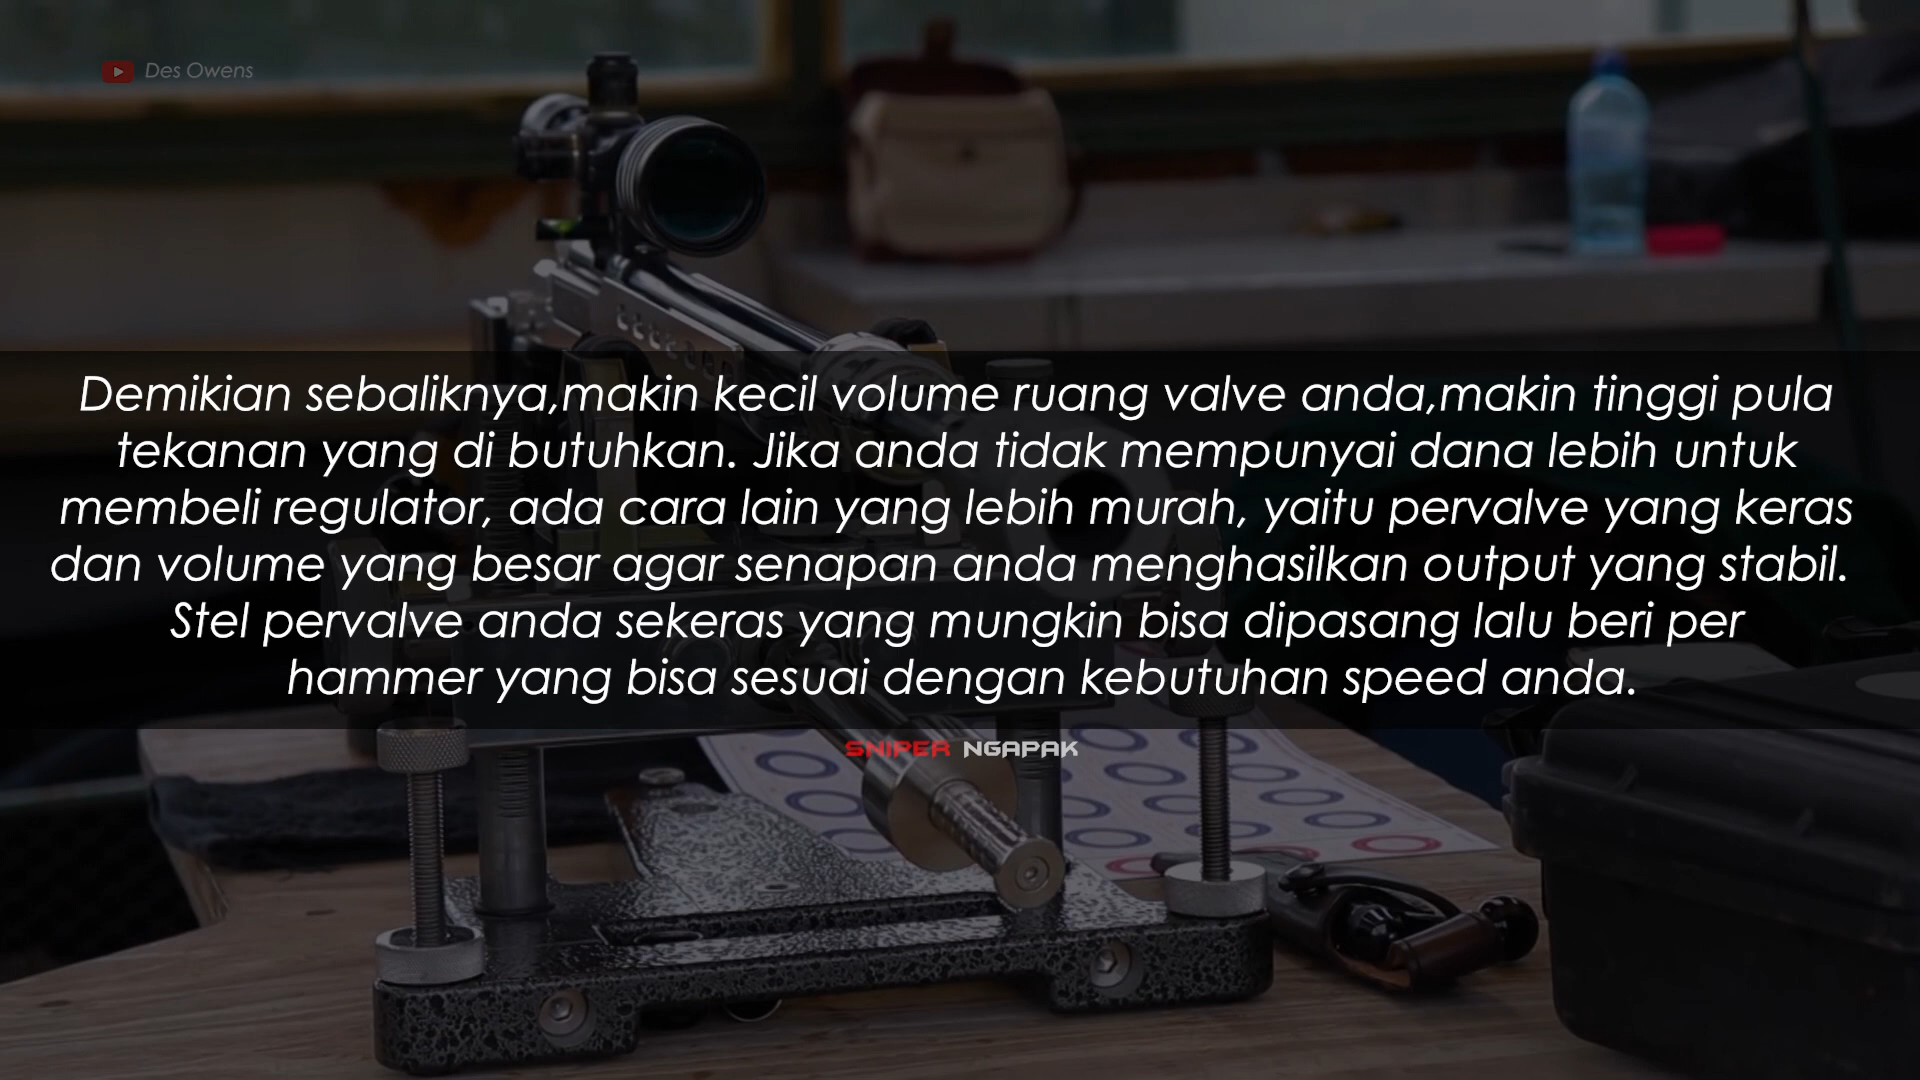 Des Owens
Demikian sebaliknya,makin kecil volume ruang valve anda,makin tinggi pula
tekanan yang di butuhkan. Jika anda tidak mempunyai dana lebih untuk
membeli regulator, ada cara lain yang lebih murah, yaitu pervalve yang keras
dan volume yang besar agar senapan anda menghasilkan output yang stabil.
Stel pervalve anda sekeras yang mungkin bisa dipasang lalu beri per
hammer yang bisa sesuai dengan kebutuhan speed anda.
SNIPER NGAPAK